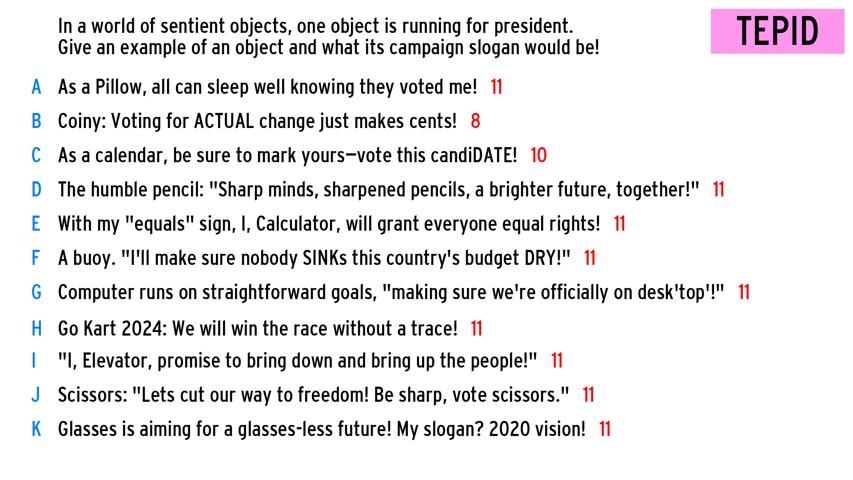 In a world of sentient objects, one object is running for president.
Give an example of an object and what its campaign slogan would be!
TEPID
A As a Pillow, all can sleep well knowing they voted me! 11
B Coiny: Voting for ACTUAL change just makes cents! 8
C As a calendar, be sure to mark yours—vote this candiDATE! 10
D The humble pencil: "Sharp minds, sharpened pencils, a brighter future, together!" 11
E With my "equals" sign, I, Calculator, will grant everyone equal rights! 11
F A buoy. "I'll make sure nobody SINKs this country's budget DRY!" 11
G Computer runs on straightforward goals, "making sure we're officially on desk'top'!" 11
H Go Kart 2024: We will win the race without a trace! 11
I "I, Elevator, promise to bring down and bring up the people!" 11
J Scissors: "Lets cut our way to freedom! Be sharp, vote scissors." 11
K Glasses is aiming for a glasses-less future! My slogan? 2020 vision! 11